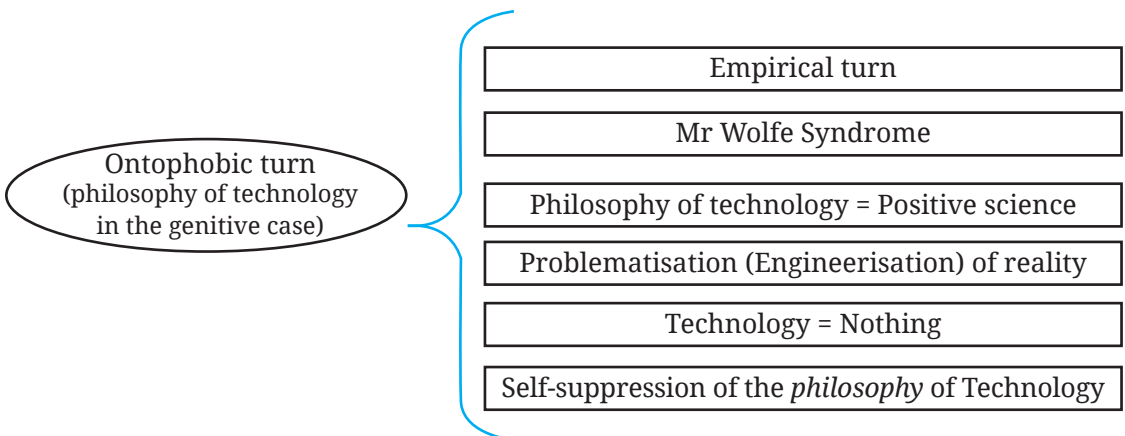 Ontophobic turn
(philosophy of technology
in the genitive case)
Empirical turn
Mr Wolfe Syndrome
Philosophy of technology = Positive science
Problematisation (Engineerisation) of reality
Technology = Nothing
Self-suppression of the philosophy of Technology